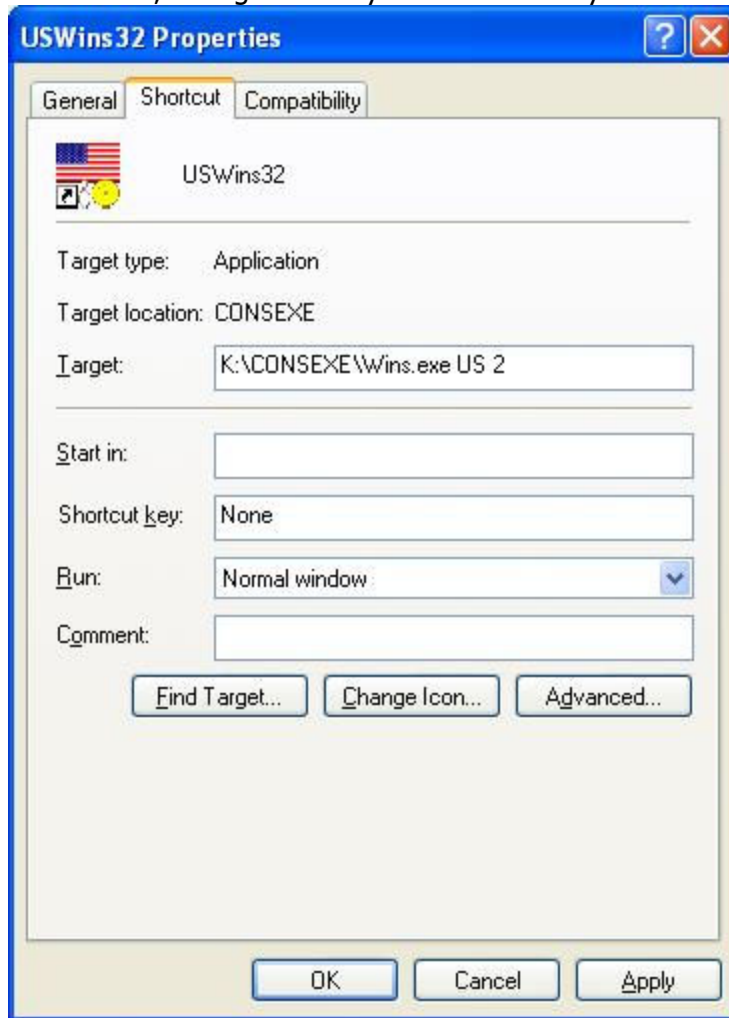 USWins32 Properties
General Shortcut Compatibility
USWins32
Target type: Application
Target location: CONSEXE
Target: K:\CONSEXE\Wins.exe US 2
Start in:
Shortcut key: None
Run: Normal window
Comment:
Find Target... Change Icon... Advanced...
OK Cancel Apply